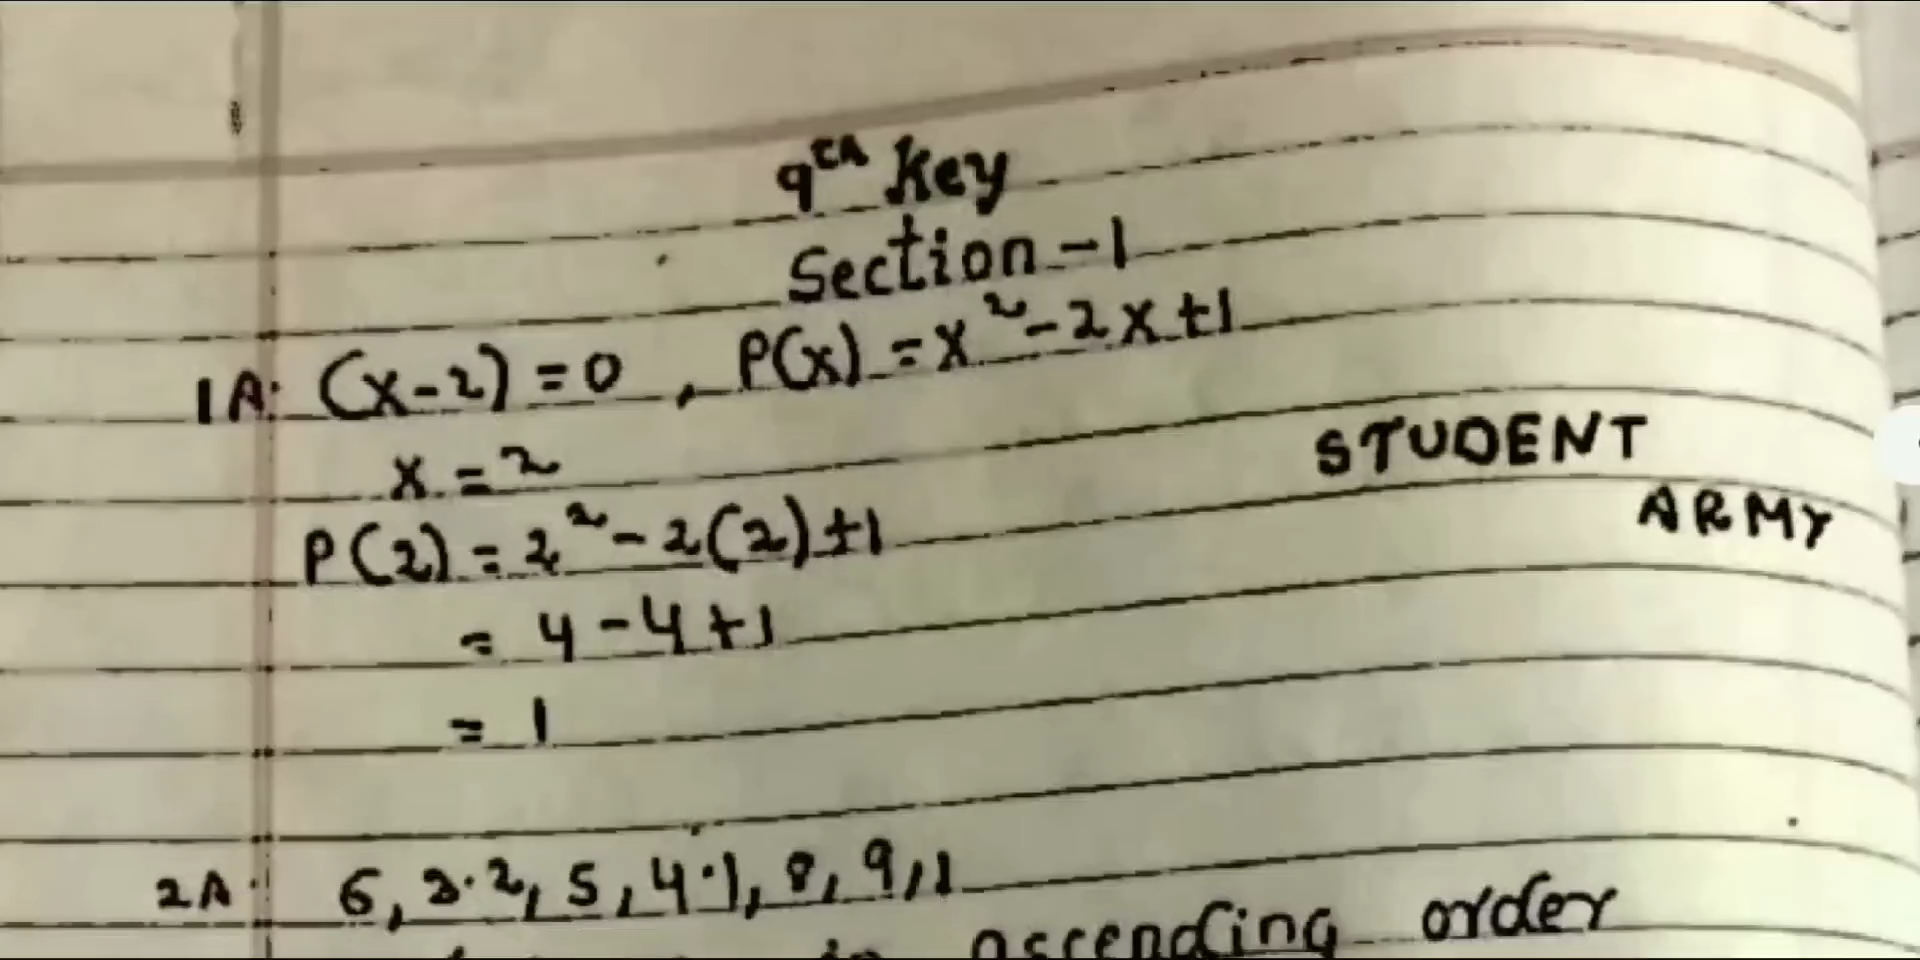 9th key
Section-1
1A: (x-2) = 0 , P(x) = x²-2x+1
x = 2
P(2) = 2²-2(2)+1
= 4-4+1
= 1
STUDENT
ARMY
2A: 6, 3.2, 5, 4.1, 8, 9, 1
in ascending order